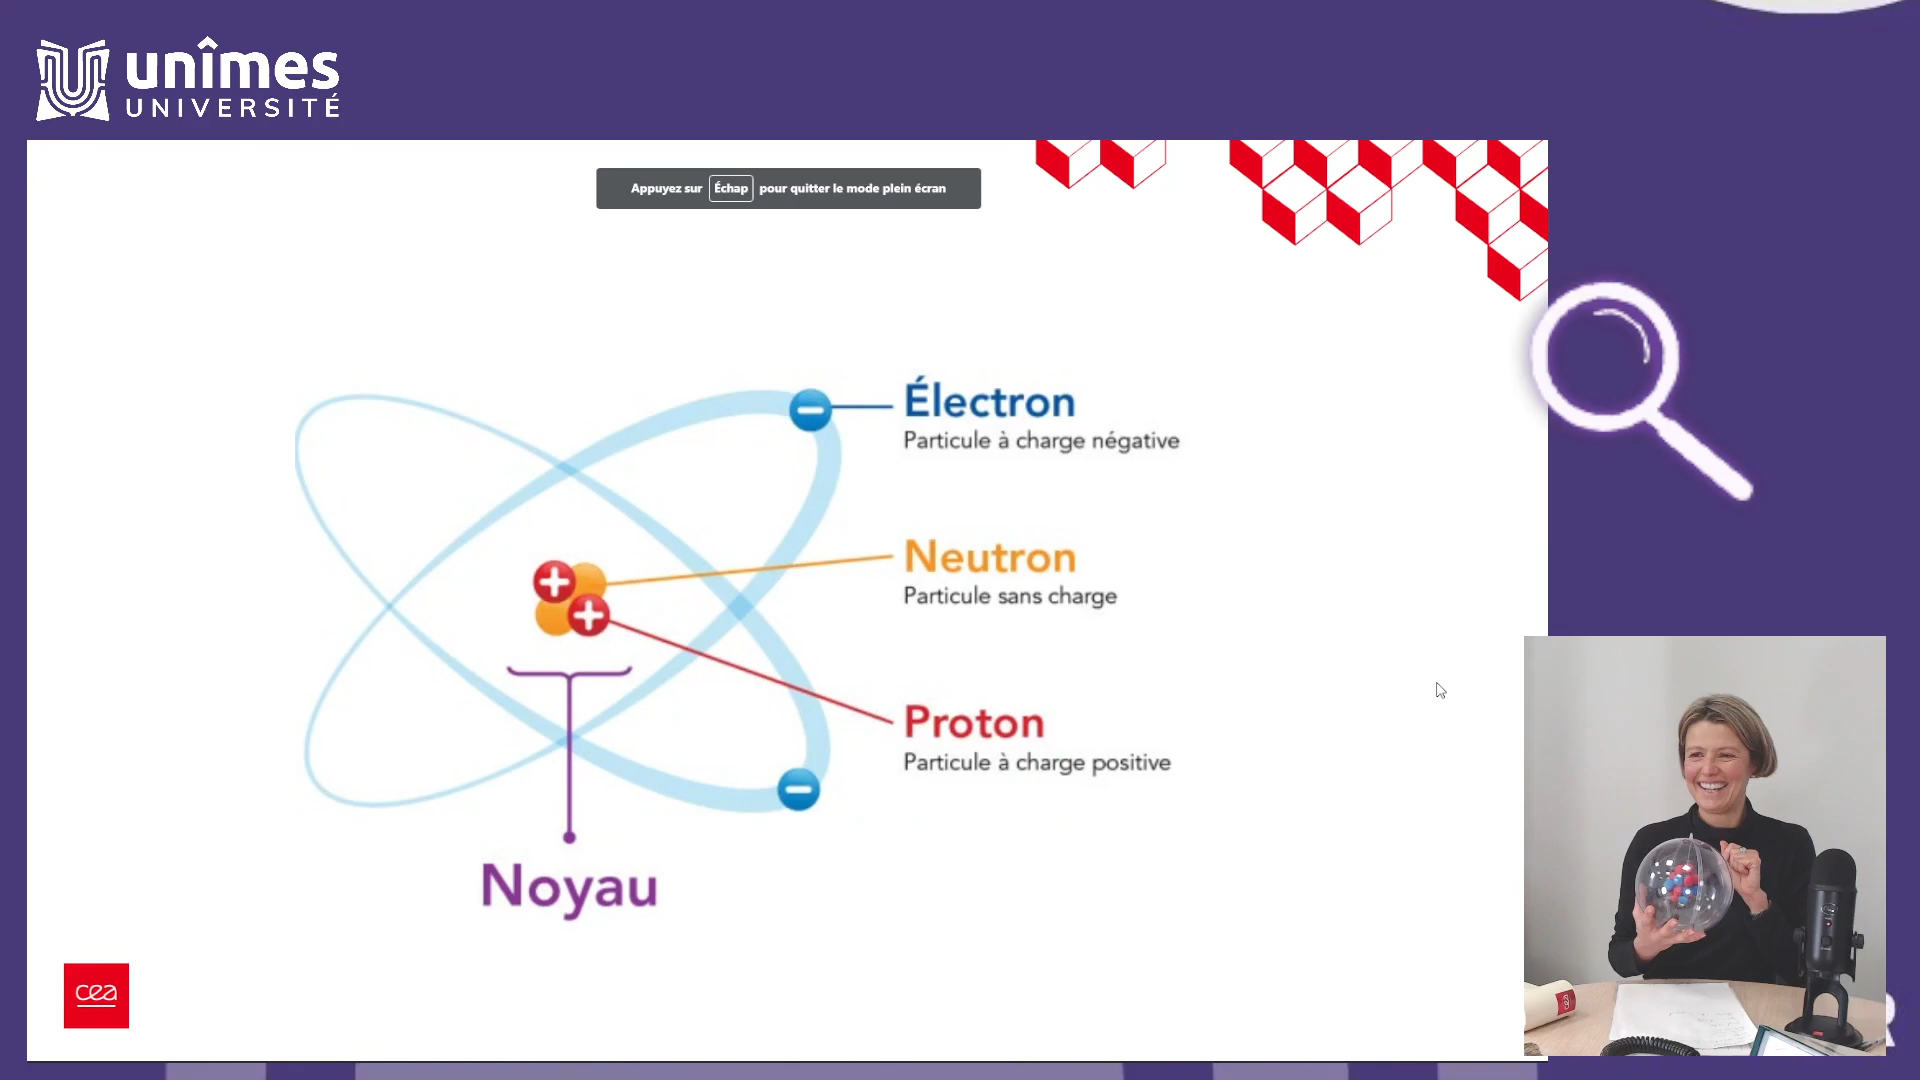 unîmes
UNIVERSITÉ
Appuyez sur Échap pour quitter le mode plein écran
Électron
Particule à charge négative
Neutron
Particule sans charge
Proton
Particule à charge positive
Noyau
cea
cea
R